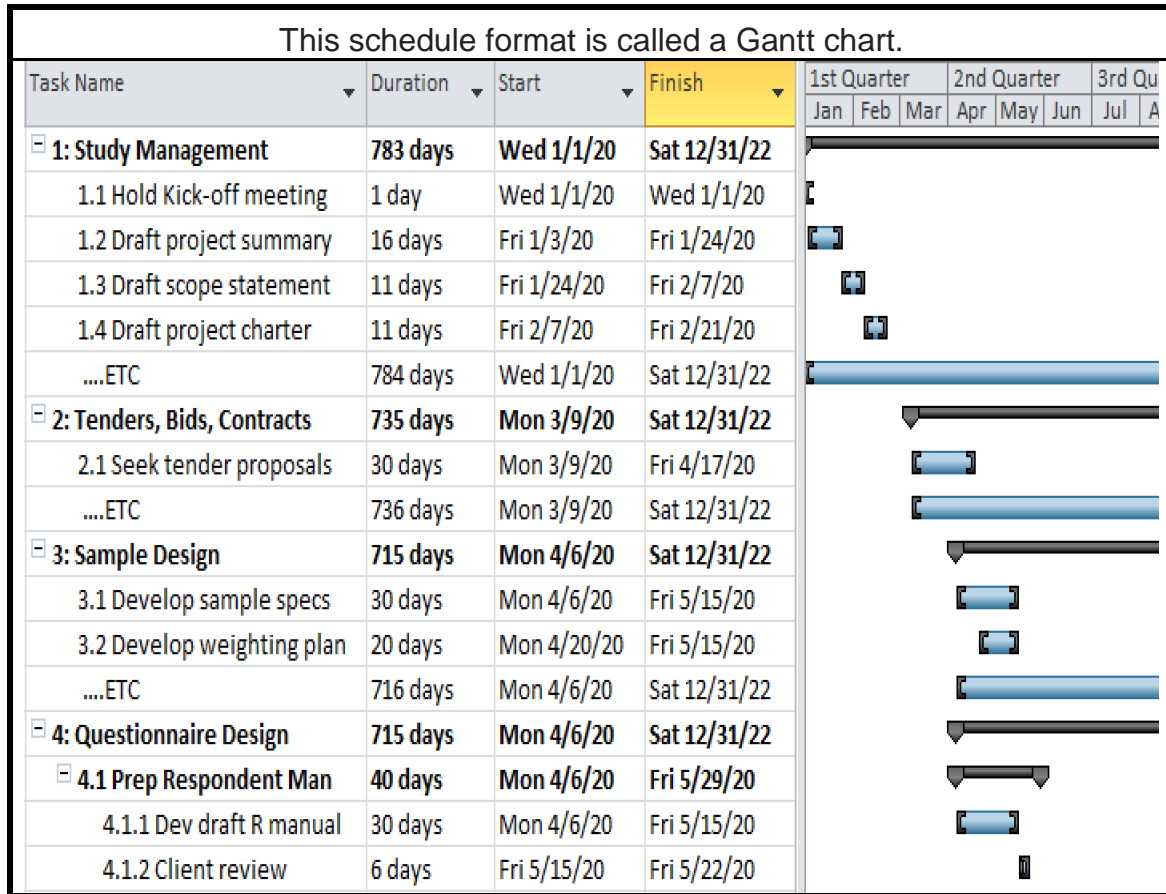 This schedule format is called a Gantt chart.
Task Name Duration Start Finish 1st Quarter 2nd Quarter 3rd Qu
Jan Feb Mar Apr May Jun Jul A
1: Study Management 783 days Wed 1/1/20 Sat 12/31/22
1.1 Hold Kick-off meeting 1 day Wed 1/1/20 Wed 1/1/20
1.2 Draft project summary 16 days Fri 1/3/20 Fri 1/24/20
1.3 Draft scope statement 11 days Fri 1/24/20 Fri 2/7/20
1.4 Draft project charter 11 days Fri 2/7/20 Fri 2/21/20
....ETC 784 days Wed 1/1/20 Sat 12/31/22
2: Tenders, Bids, Contracts 735 days Mon 3/9/20 Sat 12/31/22
2.1 Seek tender proposals 30 days Mon 3/9/20 Fri 4/17/20
....ETC 736 days Mon 3/9/20 Sat 12/31/22
3: Sample Design 715 days Mon 4/6/20 Sat 12/31/22
3.1 Develop sample specs 30 days Mon 4/6/20 Fri 5/15/20
3.2 Develop weighting plan 20 days Mon 4/20/20 Fri 5/15/20
....ETC 716 days Mon 4/6/20 Sat 12/31/22
4: Questionnaire Design 715 days Mon 4/6/20 Sat 12/31/22
4.1 Prep Respondent Man 40 days Mon 4/6/20 Fri 5/29/20
4.1.1 Dev draft R manual 30 days Mon 4/6/20 Fri 5/15/20
4.1.2 Client review 6 days Fri 5/15/20 Fri 5/22/20